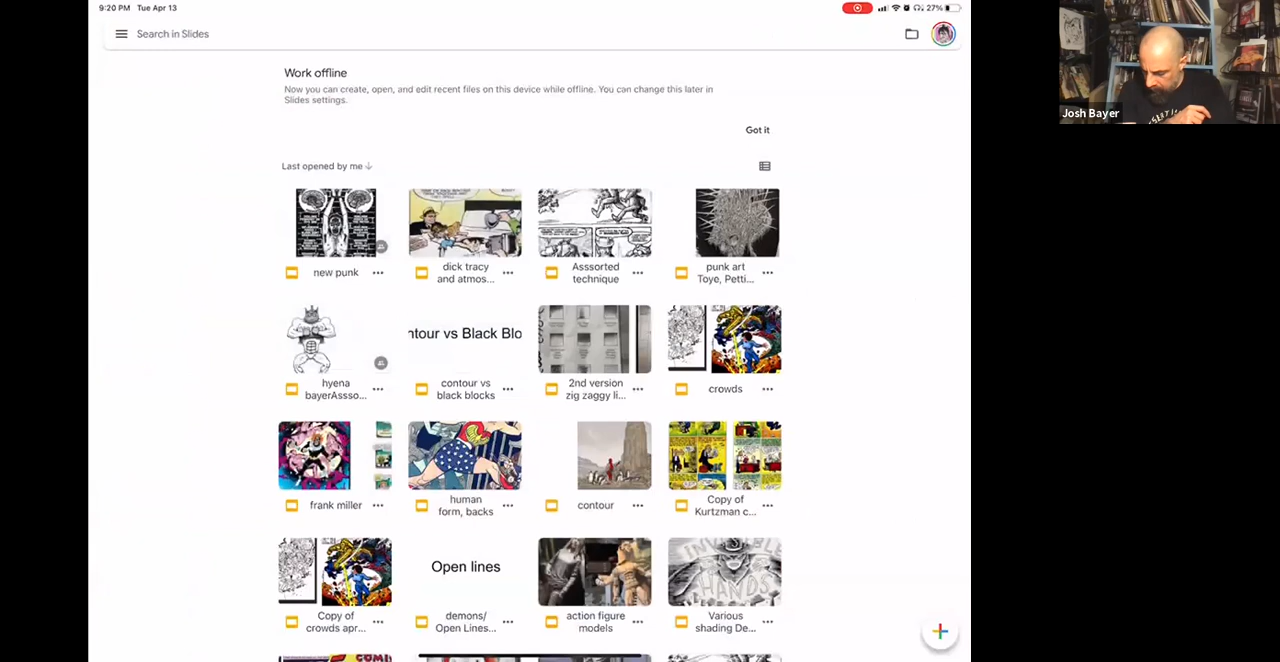 9:20 PM Tue Apr 13
27%
Search in Slides
Work offline
Now you can create, open, and edit recent files on this device while offline. You can change this later in
Slides settings.
Got it
Last opened by me
new punk
dick tracy
and atmos...
Asssorted
technique
punk art
Toye, Petti...
ntour vs Black Blo
hyena
bayerAssso...
contour vs
black blocks
2nd version
zig zaggy li...
crowds
frank miller
human
form, backs
contour
Copy of
Kurtzman c...
Open lines
INVISIBLE
HANDS
Copy of
crowds apr...
demons/
Open Lines...
action figure
models
Various
shading De...
COMI
Josh Bayer